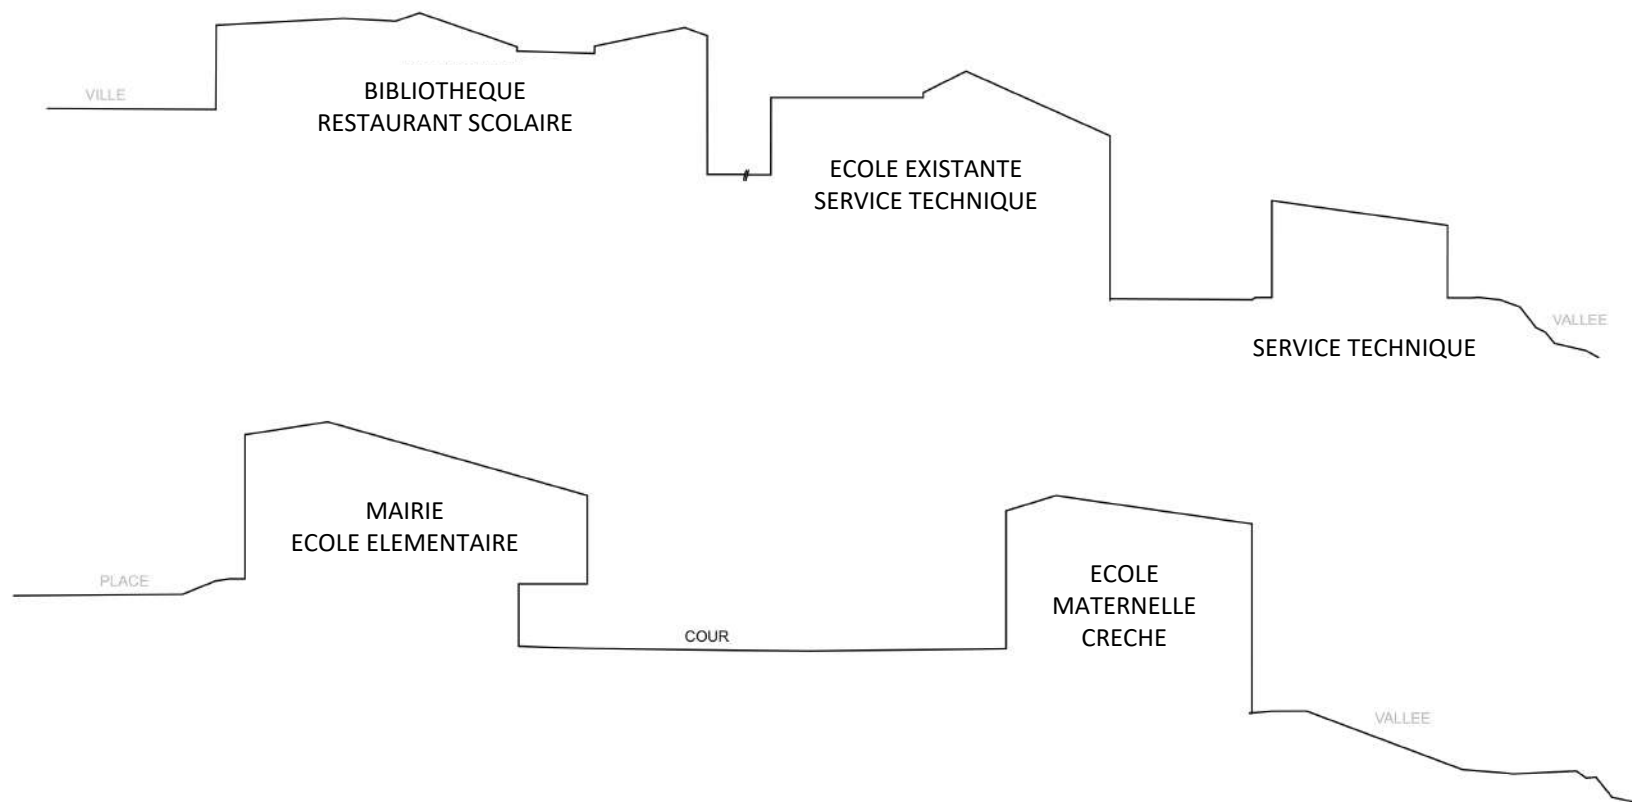 VILLE
BIBLIOTHEQUE
RESTAURANT SCOLAIRE
ECOLE EXISTANTE
SERVICE TECHNIQUE
VALLEE
SERVICE TECHNIQUE
MAIRIE
ECOLE ELEMENTAIRE
PLACE
COUR
ECOLE
MATERNELLE
CRECHE
VALLEE